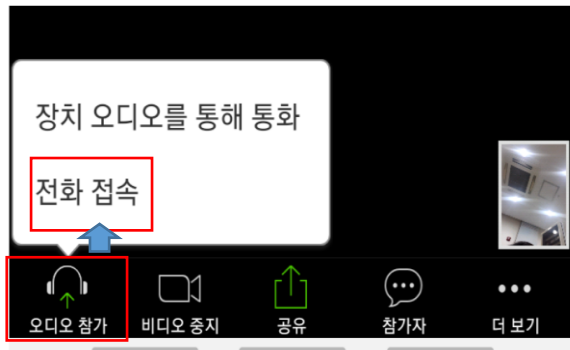 장치 오디오를 통해 통화
전화 접속
오디오 참가 비디오 중지 공유 참가자 더 보기